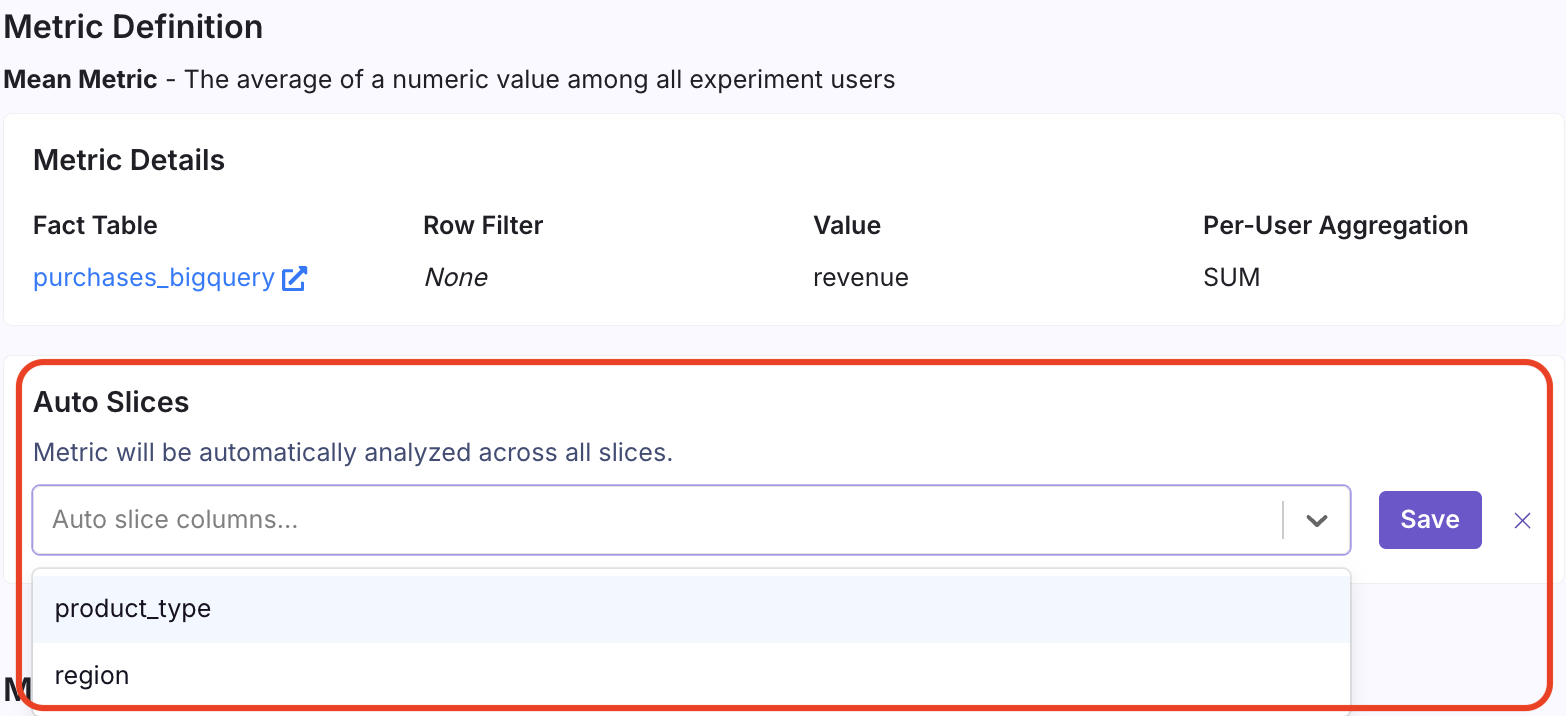 Metric Definition
Mean Metric - The average of a numeric value among all experiment users
Metric Details
Fact Table Row Filter Value Per-User Aggregation
purchases_bigquery None revenue SUM
Auto Slices
Metric will be automatically analyzed across all slices.
Auto slice columns... Save
product_type
region